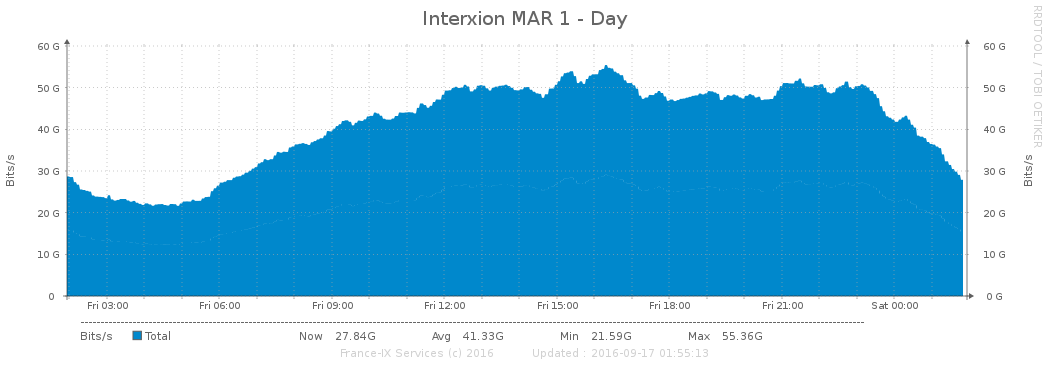 Interxion MAR 1 - Day
RRDTOOL / TOBI OETIKER
Bits/s
Bits/s
60 G 60 G
50 G 50 G
40 G 40 G
30 G 30 G
20 G 20 G
10 G 10 G
0 0 G
Fri 03:00 Fri 06:00 Fri 09:00 Fri 12:00 Fri 15:00 Fri 18:00 Fri 21:00 Sat 00:00
Bits/s Total Now 27.84G Avg 41.33G Min 21.59G Max 55.36G
France-IX Services (c) 2016 Updated : 2016-09-17 01:55:13